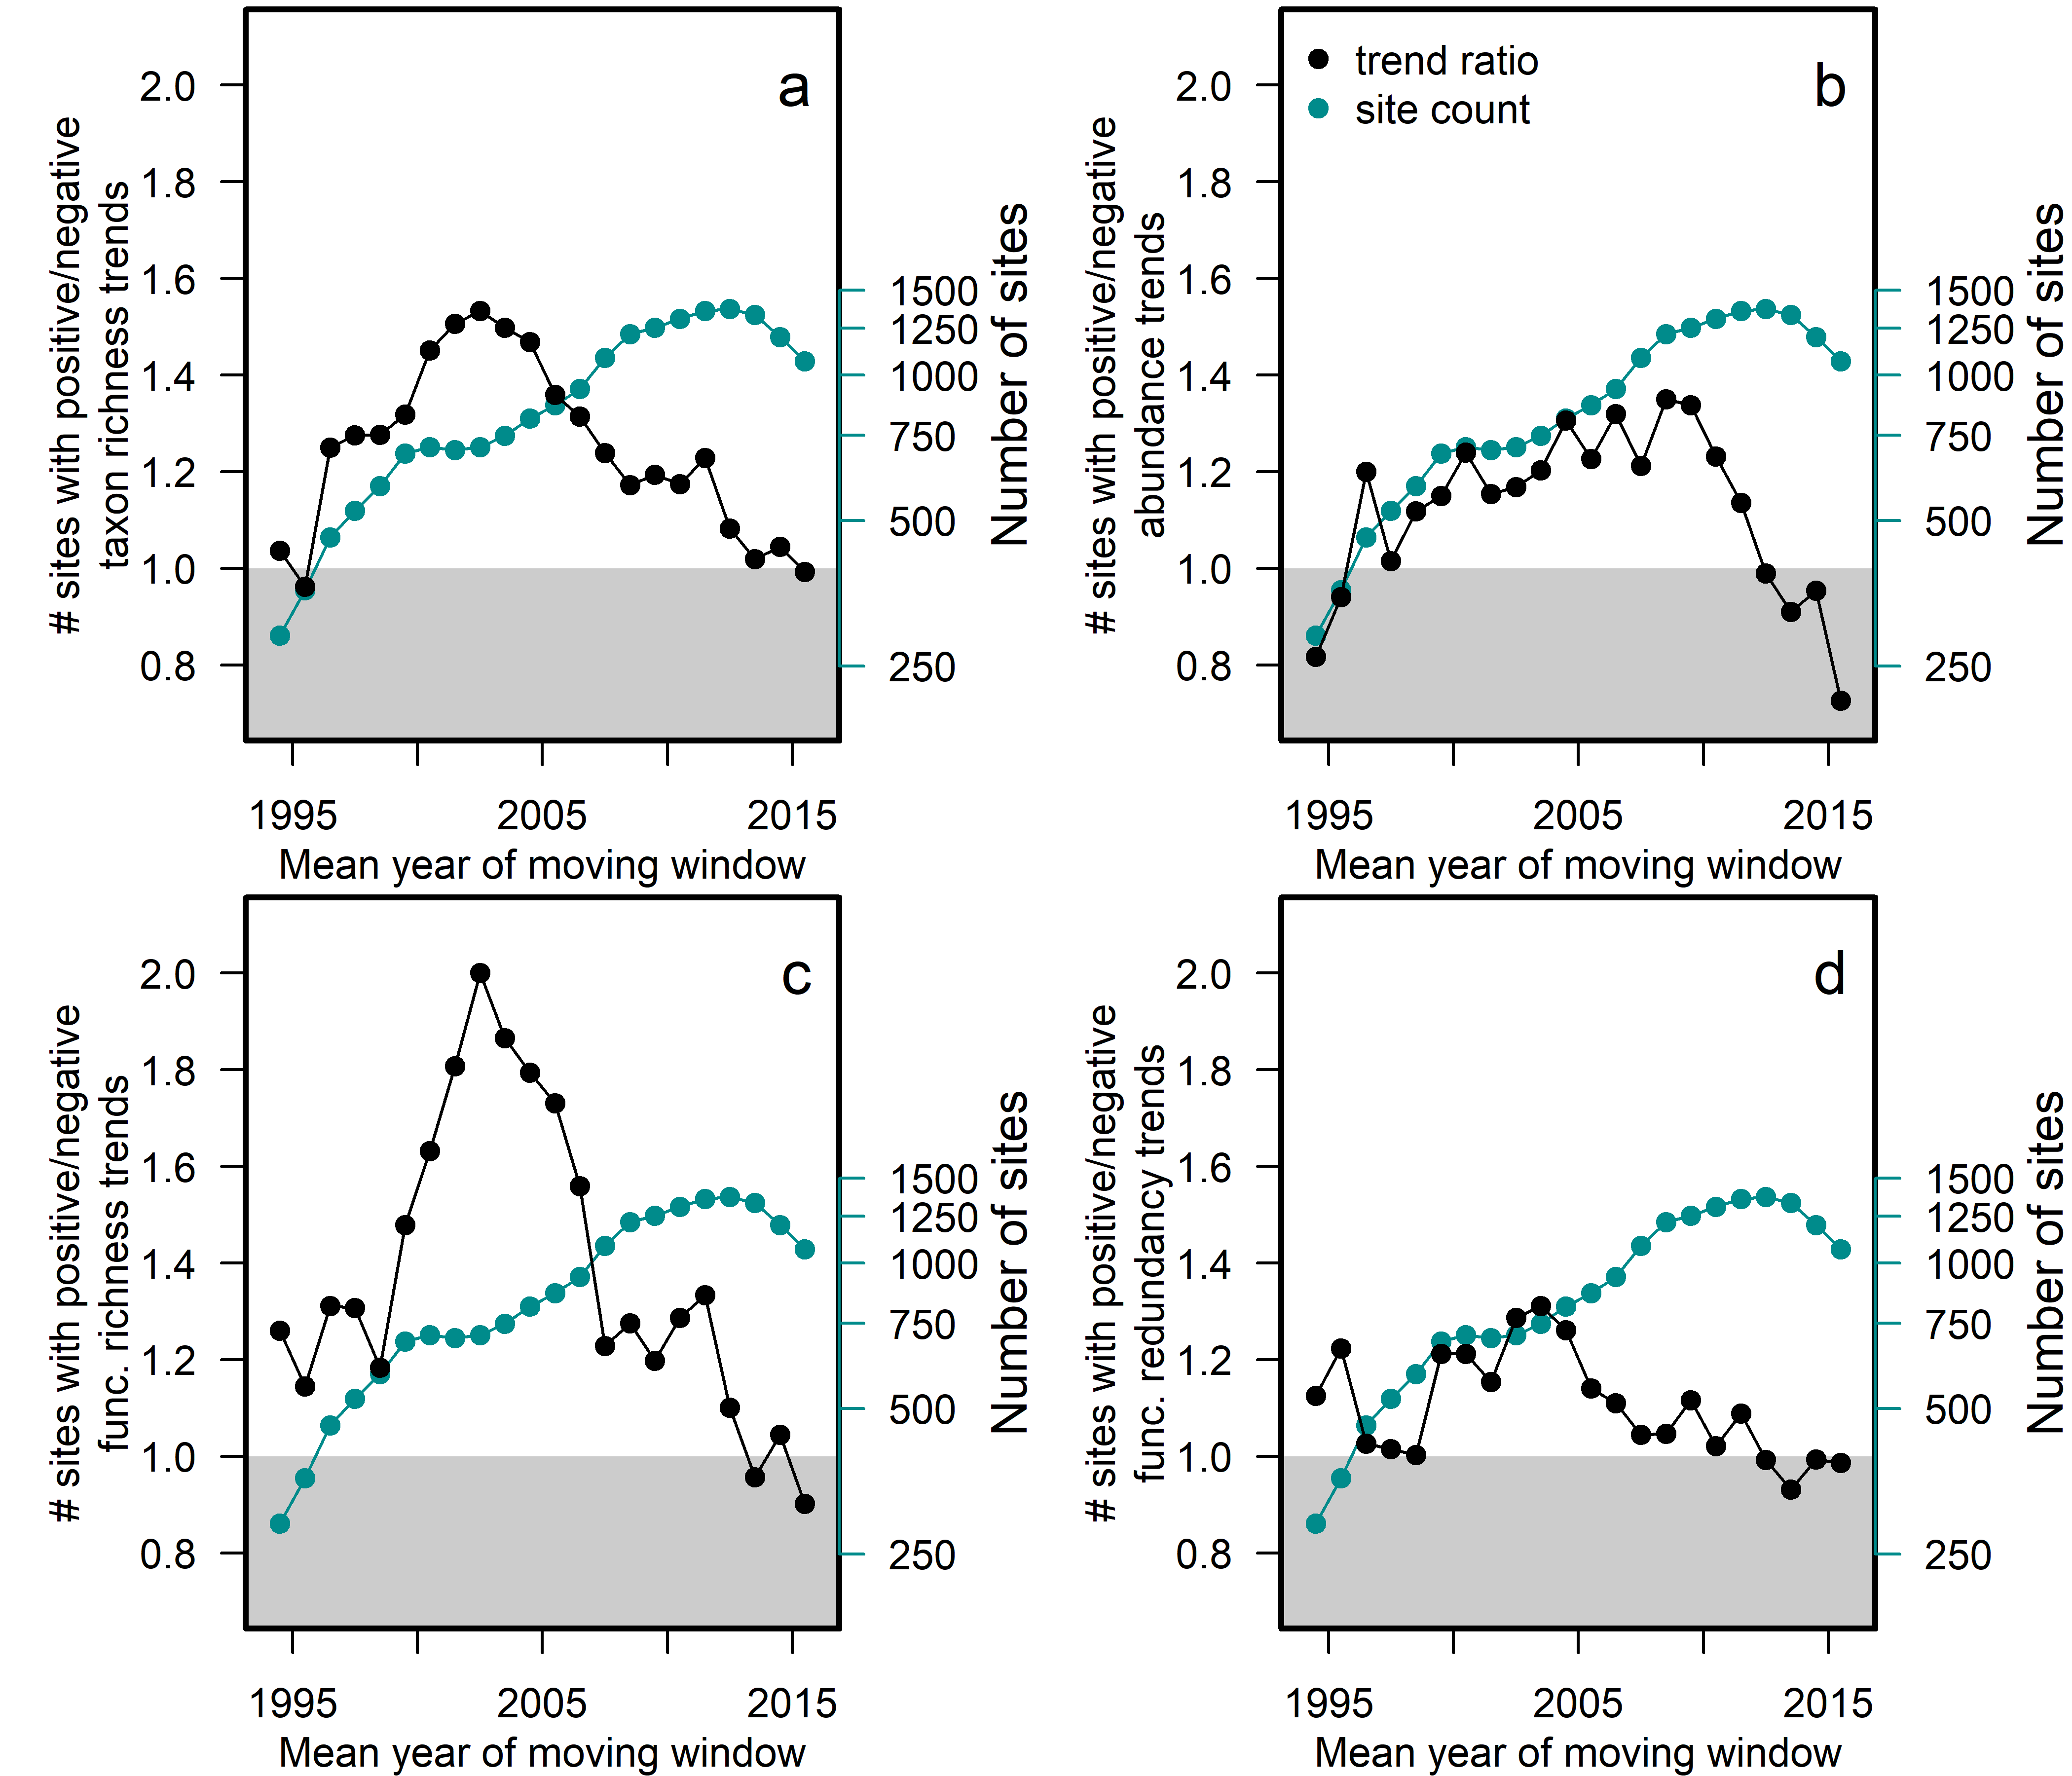 # sites with positive/negative
taxon richness trends
2.0
1.8
1.6
1.4
1.2
1.0
0.8
a
1500
1250
1000
750
500
250
Number of sites
1995 2005 2015
Mean year of moving window
# sites with positive/negative
abundance trends
2.0
1.8
1.6
1.4
1.2
1.0
0.8
trend ratio
site count
b
1500
1250
1000
750
500
250
Number of sites
1995 2005 2015
Mean year of moving window
# sites with positive/negative
func. richness trends
2.0
1.8
1.6
1.4
1.2
1.0
0.8
c
1500
1250
1000
750
500
250
Number of sites
1995 2005 2015
Mean year of moving window
# sites with positive/negative
func. redundancy trends
2.0
1.8
1.6
1.4
1.2
1.0
0.8
d
1500
1250
1000
750
500
250
Number of sites
1995 2005 2015
Mean year of moving window